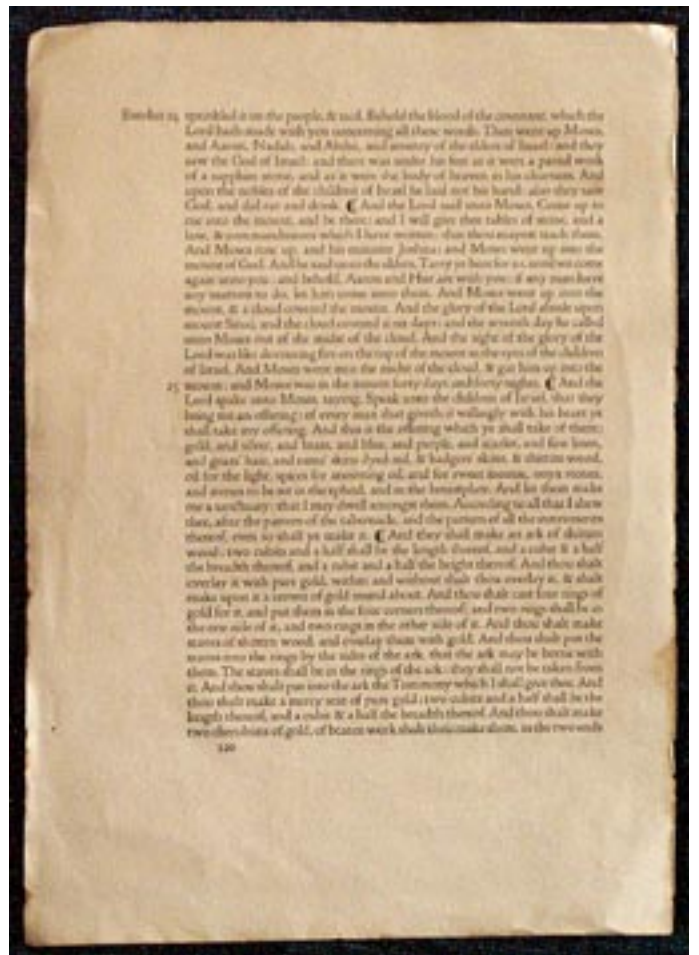 Exodus 24 sprinkled it on the people, & said, Behold the blood of the covenant, which the
Lord hath made with you concerning all these words. Then went up Moses,
and Aaron, Nadab, and Abihu, and seventy of the elders of Israel: and they
saw the God of Israel: and there was under his feet as it were a paved work
of a sapphire stone, and as it were the body of heaven in his clearness. And
upon the nobles of the children of Israel he laid not his hand: also they saw
God, and did eat and drink. ⁋ And the Lord said unto Moses, Come up to
me into the mount, and be there: and I will give thee tables of stone, and a
law, & commandments which I have written; that thou mayest teach them.
And Moses rose up, and his minister Joshua: and Moses went up into the
mount of God. And he said unto the elders, Tarry ye here for us, until we come
again unto you: and behold, Aaron and Hur are with you: if any man have
any matters to do, let him come unto them. And Moses went up into the
mount, & a cloud covered the mount. And the glory of the Lord abode upon
mount Sinai, and the cloud covered it six days: and the seventh day he called
unto Moses out of the midst of the cloud. And the sight of the glory of the
Lord was like devouring fire on the top of the mount in the eyes of the children
of Israel. And Moses went into the midst of the cloud, & gat him up into the
25 mount: and Moses was in the mount forty days and forty nights. ⁋ And the
Lord spake unto Moses, saying, Speak unto the children of Israel, that they
bring me an offering: of every man that giveth it willingly with his heart ye
shall take my offering. And this is the offering which ye shall take of them;
gold, and silver, and brass, and blue, and purple, and scarlet, and fine linen,
and goats' hair, and rams' skins dyed red, & badgers' skins, & shittim wood,
oil for the light, spices for anointing oil, and for sweet incense, onyx stones,
and stones to be set in the ephod, and in the breastplate. And let them make
me a sanctuary; that I may dwell amongst them. According to all that I shew
thee, after the pattern of the tabernacle, and the pattern of all the instruments
thereof, even so shall ye make it. ⁋ And they shall make an ark of shittim
wood: two cubits and a half shall be the length thereof, and a cubit & a half
the breadth thereof, and a cubit and a half the height thereof. And thou shalt
overlay it with pure gold, within and without shalt thou overlay it, & shalt
make upon it a crown of gold round about. And thou shalt cast four rings of
gold for it, and put them in the four corners thereof; and two rings shall be in
the one side of it, and two rings in the other side of it. And thou shalt make
staves of shittim wood, and overlay them with gold. And thou shalt put the
staves into the rings by the sides of the ark, that the ark may be borne with
them. The staves shall be in the rings of the ark: they shall not be taken from
it. And thou shalt put into the ark the Testimony which I shall give thee. And
thou shalt make a mercy seat of pure gold: two cubits and a half shall be the
length thereof, and a cubit & a half the breadth thereof. And thou shalt make
two cherubims of gold, of beaten work shalt thou make them, in the two ends
120